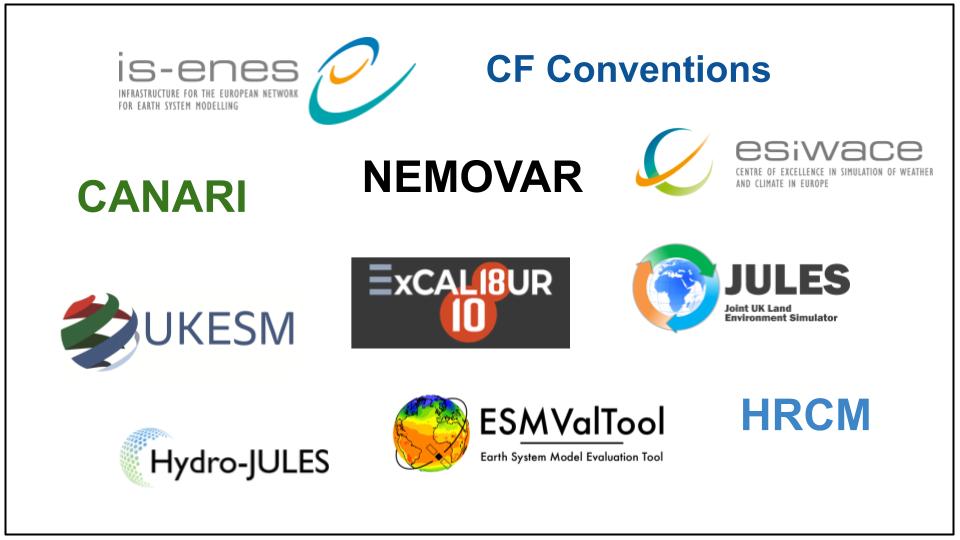 is-enes
INFRASTRUCTURE FOR THE EUROPEAN NETWORK
FOR EARTH SYSTEM MODELLING
CF Conventions
esiwace
CENTRE OF EXCELLENCE IN SIMULATION OF WEATHER
AND CLIMATE IN EUROPE
NEMOVAR
CANARI
ExCALI8UR
10
JULES
Joint UK Land
Environment Simulator
UKESM
HRCM
ESMValTool
Earth System Model Evaluation Tool
Hydro-JULES